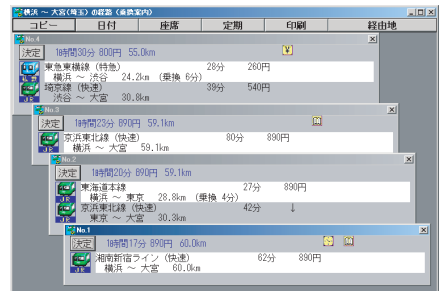 横浜 ～ 大宮(埼玉) の経路 (乗換案内)
コピー 日付 座席 定期 印刷 経由地
No.4
決定 1時間30分 800円 55.0km ¥
東急東横線 (特急) 28分 260円
横浜 ～ 渋谷 24.2km (乗換 6分)
埼京線 (快速) 39分 540円
渋谷 ～ 大宮 30.8km
JR
No.3
決定 1時間23分 890円 59.1km
京浜東北線 (快速) 80分 890円
横浜 ～ 大宮 59.1km
JR
No.2
決定 1時間20分 890円 59.1km
東海道本線 27分 890円
横浜 ～ 東京 28.8km (乗換 4分)
JR
京浜東北線 (快速) 42分 ↓
東京 ～ 大宮 30.3km
JR
No.1
決定 1時間17分 890円 60.0km
湘南新宿ライン (快速) 62分 890円
横浜 ～ 大宮 60.0km
JR